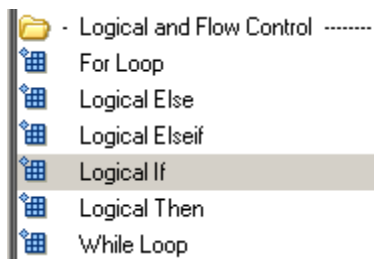 - Logical and Flow Control --------
For Loop
Logical Else
Logical Elseif
Logical If
Logical Then
While Loop